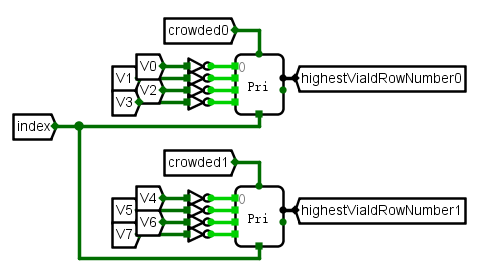 crowded0
V0
0
V1
Pri
highestVialdRowNumber0
V2
V3
index
crowded1
V4
0
V5
Pri
highestVialdRowNumber1
V6
V7